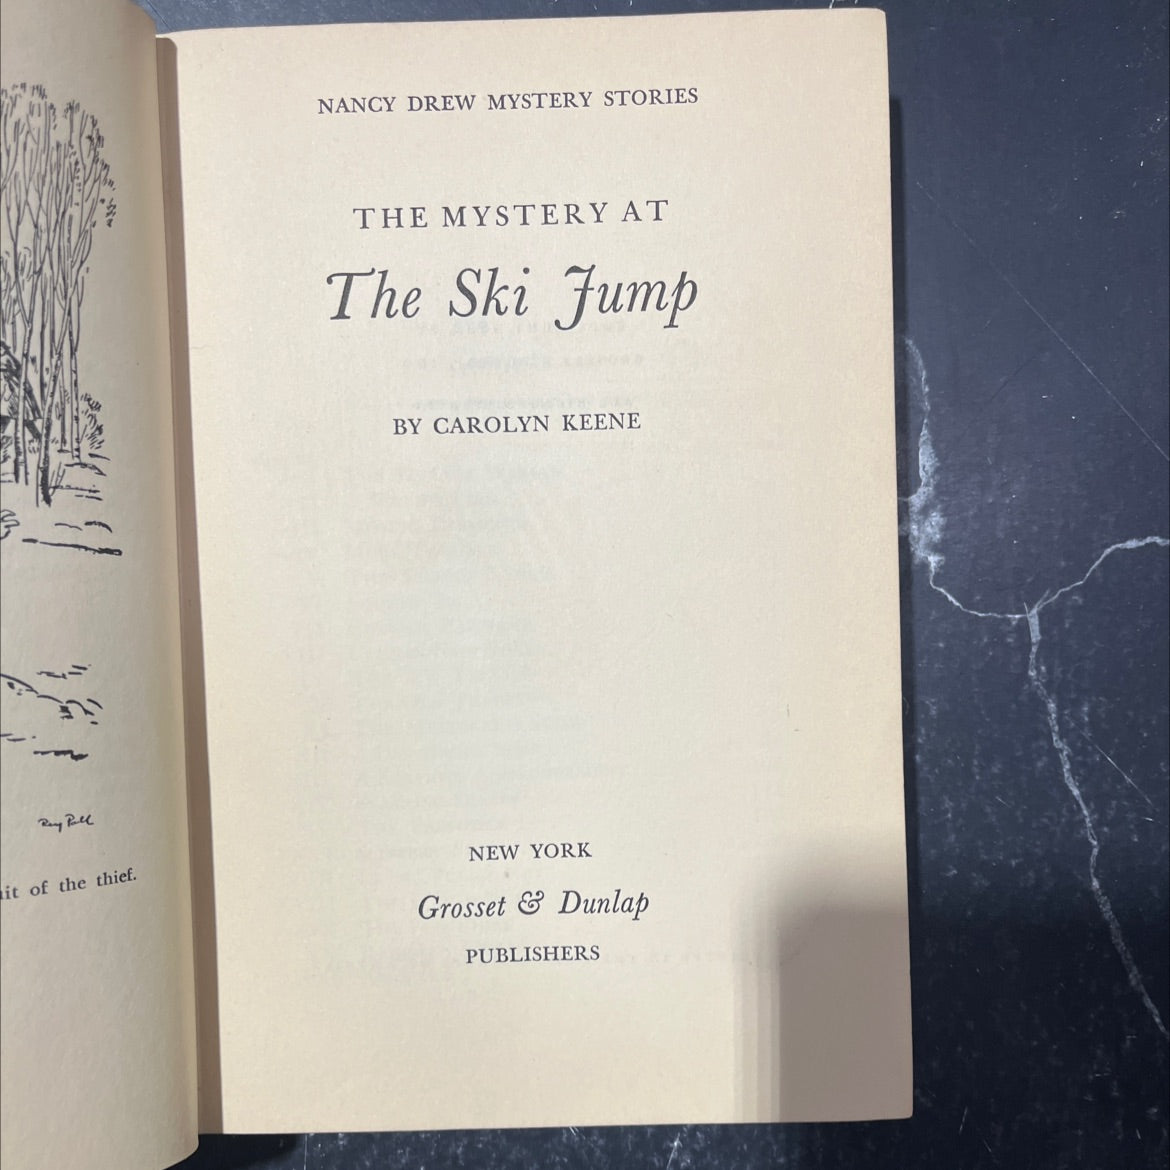 NANCY DREW MYSTERY STORIES
THE MYSTERY AT
The Ski Jump
BY CAROLYN KEENE
NEW YORK
Grosset & Dunlap
PUBLISHERS
of the thief.